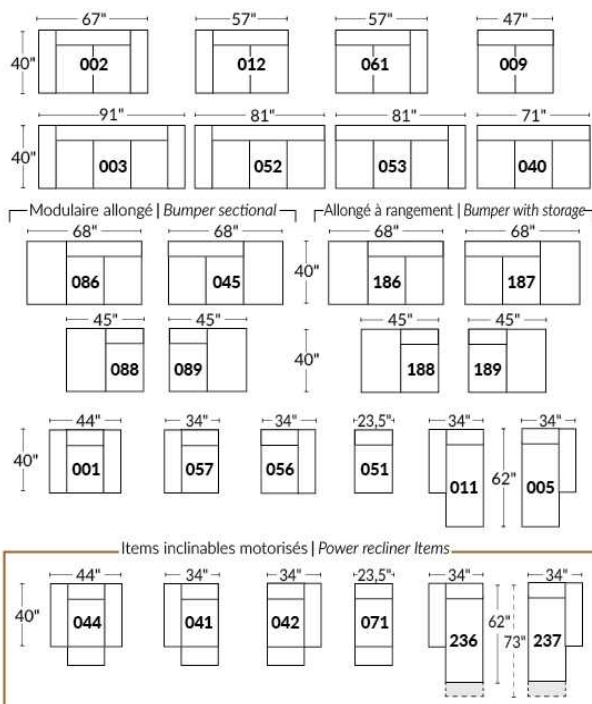 67" 57" 57" 47"
40" 002 012 061 009
91" 81" 81" 71"
40" 003 052 053 040
Modulaire allongé | Bumper sectional Allongé à rangement | Bumper with storage
68" 68" 68" 68"
086 045 40" 186 187
45" 45" 45" 45"
088 089 40" 188 189
44" 34" 34" 23,5" 34" 34"
40" 001 057 056 051 011 62" 005
Items inclinables motorisés | Power recliner Items
44" 34" 34" 23,5" 34" 34"
40" 044 041 042 071 236 62" 73" 237